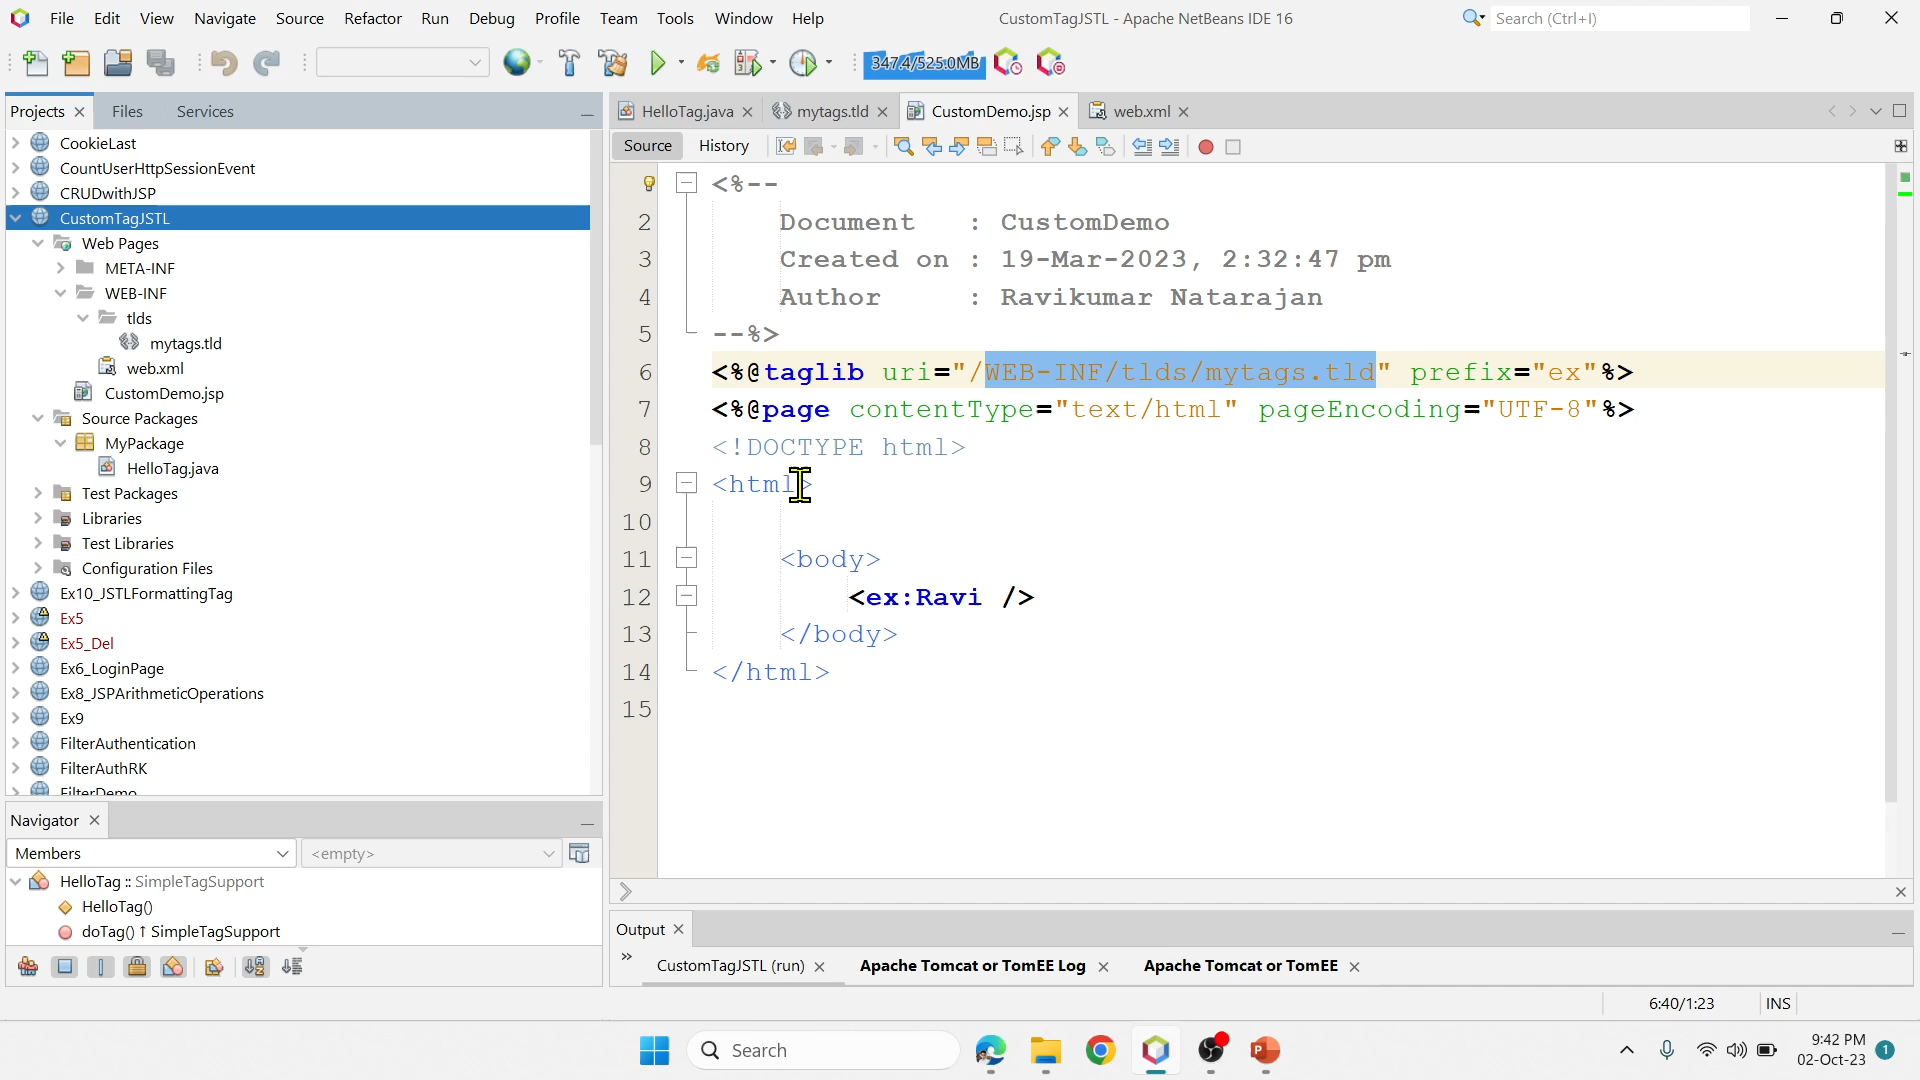 File Edit View Navigate Source Refactor Run Debug Profile Team Tools Window Help
CustomTagJSTL - Apache NetBeans IDE 16
Search (Ctrl+I)
347.4/525.0MB
Projects
Files
Services
CookieLast
CountUserHttpSessionEvent
CRUDwithJSP
CustomTagJSTL
Web Pages
META-INF
WEB-INF
tlds
mytags.tld
web.xml
CustomDemo.jsp
Source Packages
MyPackage
HelloTag.java
Test Packages
Libraries
Test Libraries
Configuration Files
Ex10_JSTLFormattingTag
Ex5
Ex5_Del
Ex6_LoginPage
Ex8_JSPArithmeticOperations
Ex9
FilterAuthentication
FilterAuthRK
FilterDemo
Navigator
Members
<empty>
HelloTag :: SimpleTagSupport
HelloTag()
doTag() ↑ SimpleTagSupport
HelloTag.java mytags.tld CustomDemo.jsp web.xml
Source History
<%--
2 Document : CustomDemo
3 Created on : 19-Mar-2023, 2:32:47 pm
4 Author : Ravikumar Natarajan
5 --%>
6 <%@taglib uri="/WEB-INF/tlds/mytags.tld" prefix="ex"%>
7 <%@page contentType="text/html" pageEncoding="UTF-8"%>
8 <!DOCTYPE html>
9 <html>
10
11 <body>
12 <ex:Ravi />
13 </body>
14 </html>
15
Output
CustomTagJSTL (run) Apache Tomcat or TomEE Log Apache Tomcat or TomEE
6:40/1:23 INS
Search
9:42 PM
02-Oct-23
1